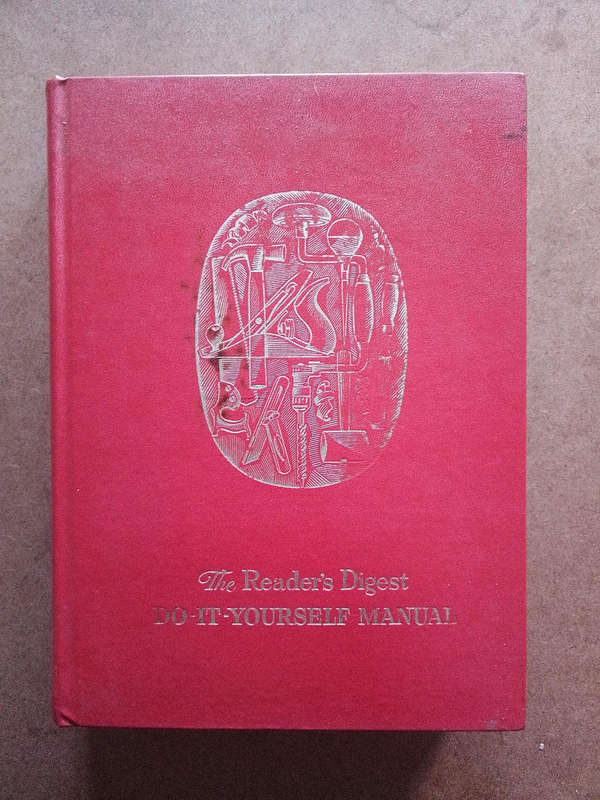 The Reader's Digest
DO-IT-YOURSELF MANUAL